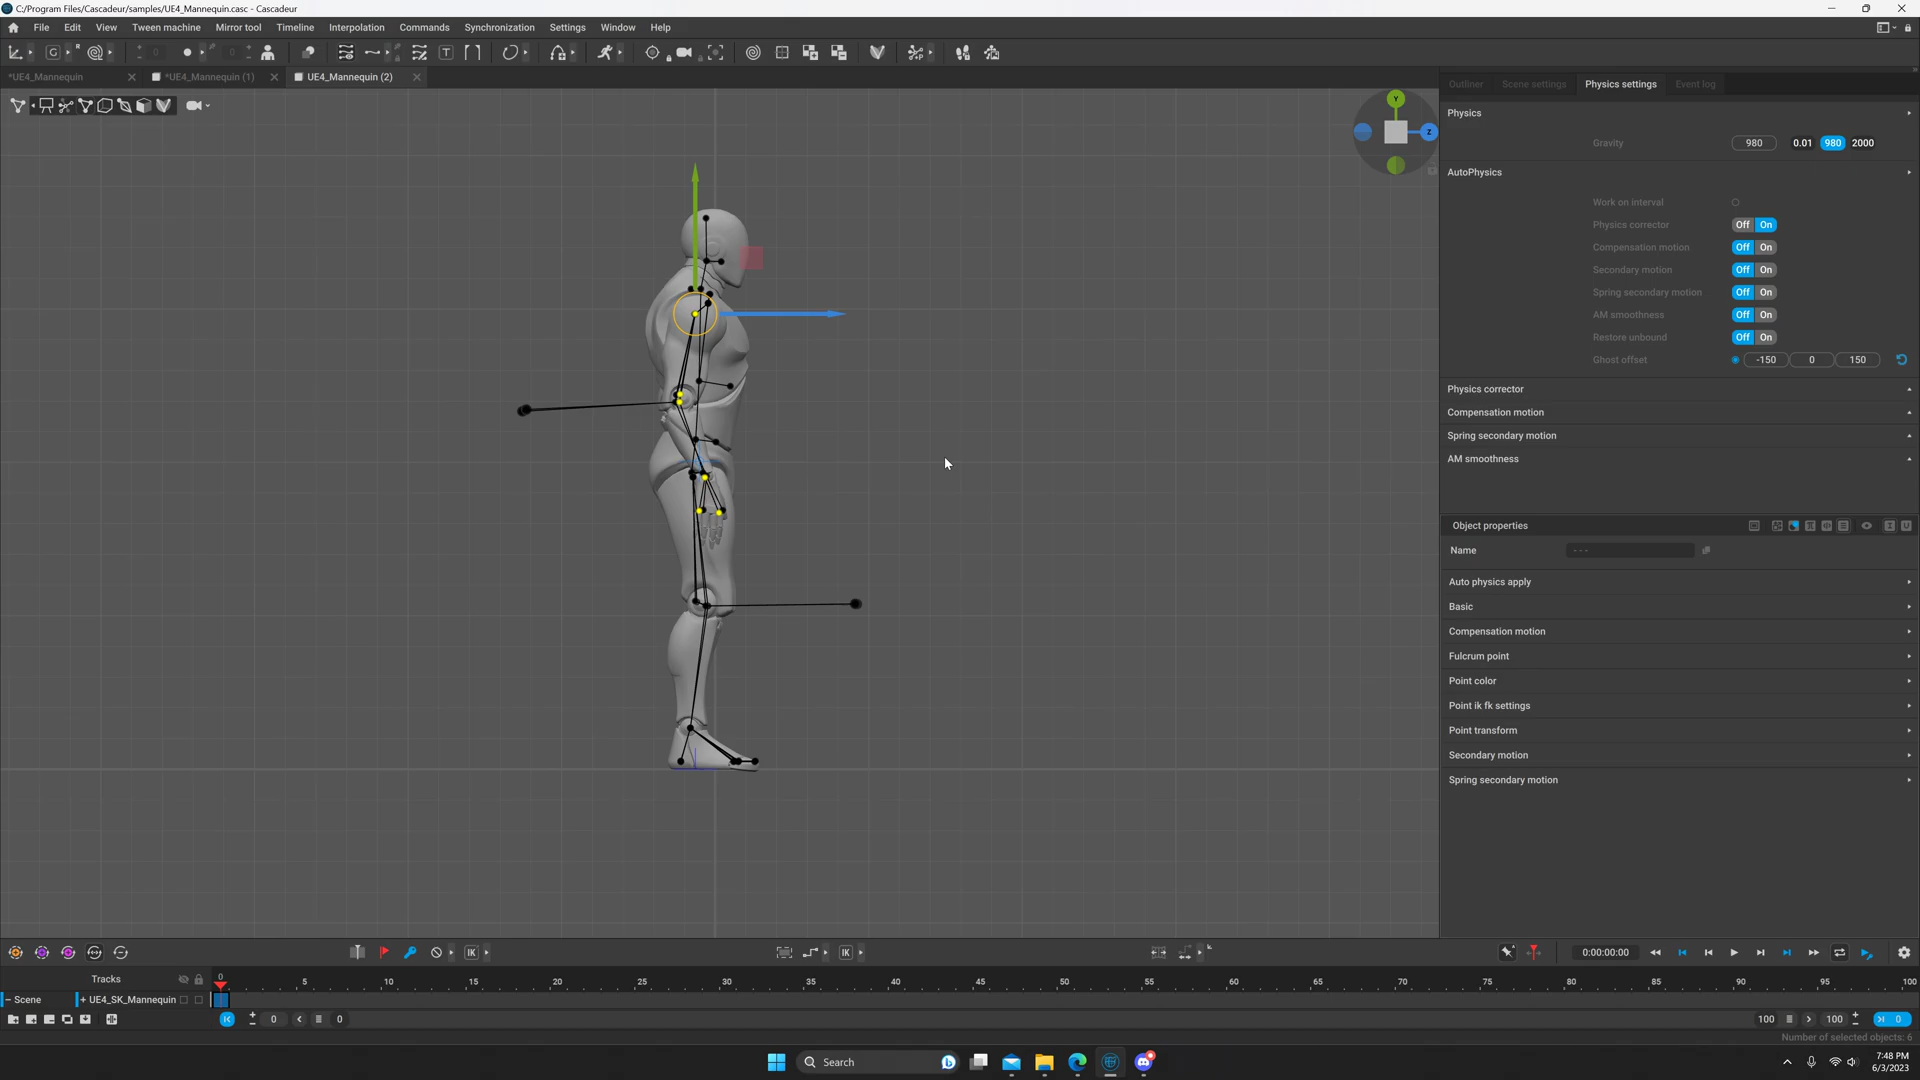 C:/Program Files/Cascadeur/samples/UE4_Mannequin.casc - Cascadeur
File Edit View Tween machine Mirror tool Timeline Interpolation Commands Synchronization Settings Window Help
*UE4_Mannequin *UE4_Mannequin (1) UE4_Mannequin (2)
Outliner Scene settings Physics settings Event log
Y
Z
Physics
Gravity 980 0.01 980 2000
AutoPhysics
Work on interval
Physics corrector Off On
Compensation motion Off On
Secondary motion Off On
Spring secondary motion Off On
AM smoothness Off On
Restore unbound Off On
Ghost offset -150 0 150
Physics corrector
Compensation motion
Spring secondary motion
AM smoothness
Object properties
Name ---
Auto physics apply
Basic
Compensation motion
Fulcrum point
Point color
Point ik fk settings
Point transform
Secondary motion
Spring secondary motion
IK IK 0:00:00:00
Tracks 0 5 10 15 20 25 30 35 40 45 50 55 60 65 70 75 80 85 90 95 100
– Scene + UE4_SK_Mannequin
0 0 100 100 0
Number of selected objects: 6
Search
7:48 PM
6/3/2023